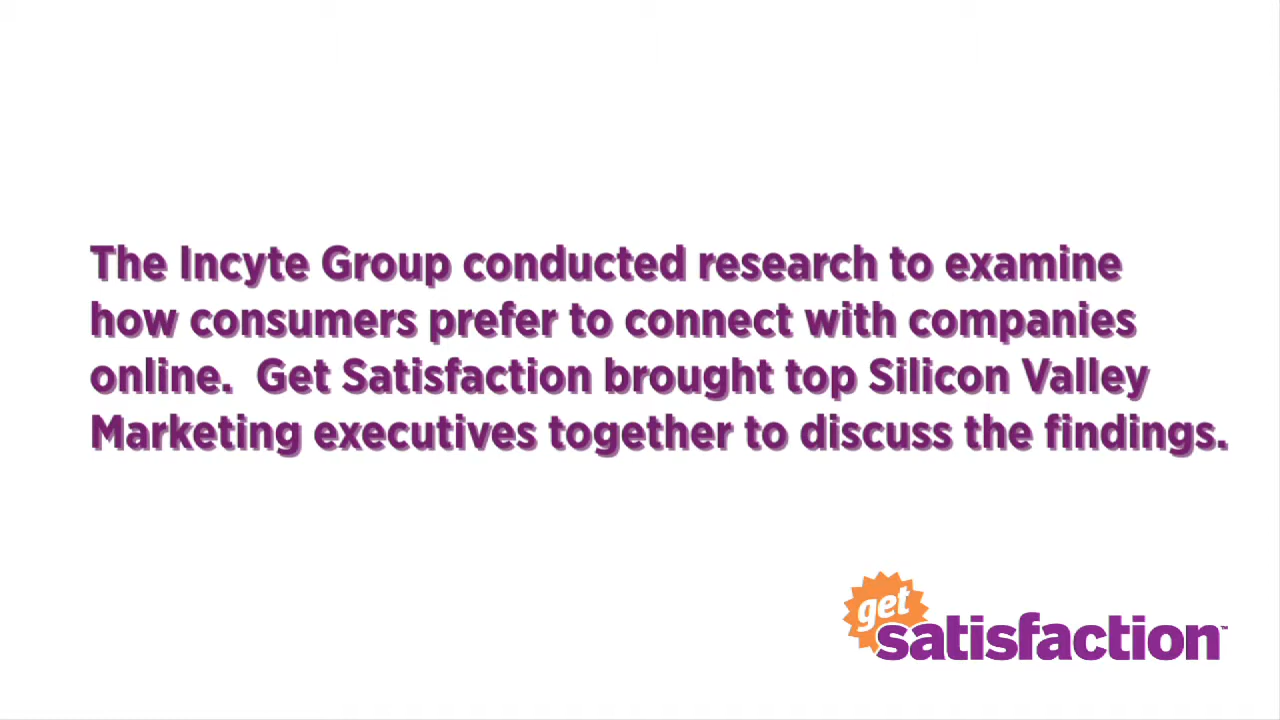 The Incyte Group conducted research to examine
how consumers prefer to connect with companies
online.  Get Satisfaction brought top Silicon Valley
Marketing executives together to discuss the findings.
get
satisfaction™